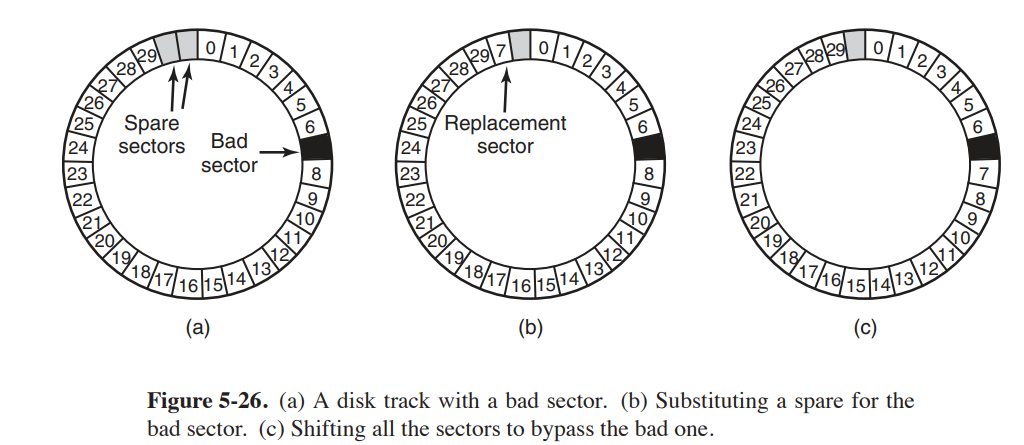 0 1 2 3 4 5 6 8 9 10 11 12 13 14 15 16 17 18 19 20 21 22 23 24 25 26 27 28 29
Spare
sectors
Bad
sector
(a)
0 1 2 3 4 5 6 8 9 10 11 12 13 14 15 16 17 18 19 20 21 22 23 24 25 26 27 28 29 7
Replacement
sector
(b)
0 1 2 3 4 5 6 7 8 9 10 11 12 13 14 15 16 17 18 19 20 21 22 23 24 25 26 27 28 29
(c)
Figure 5-26. (a) A disk track with a bad sector. (b) Substituting a spare for the
bad sector. (c) Shifting all the sectors to bypass the bad one.